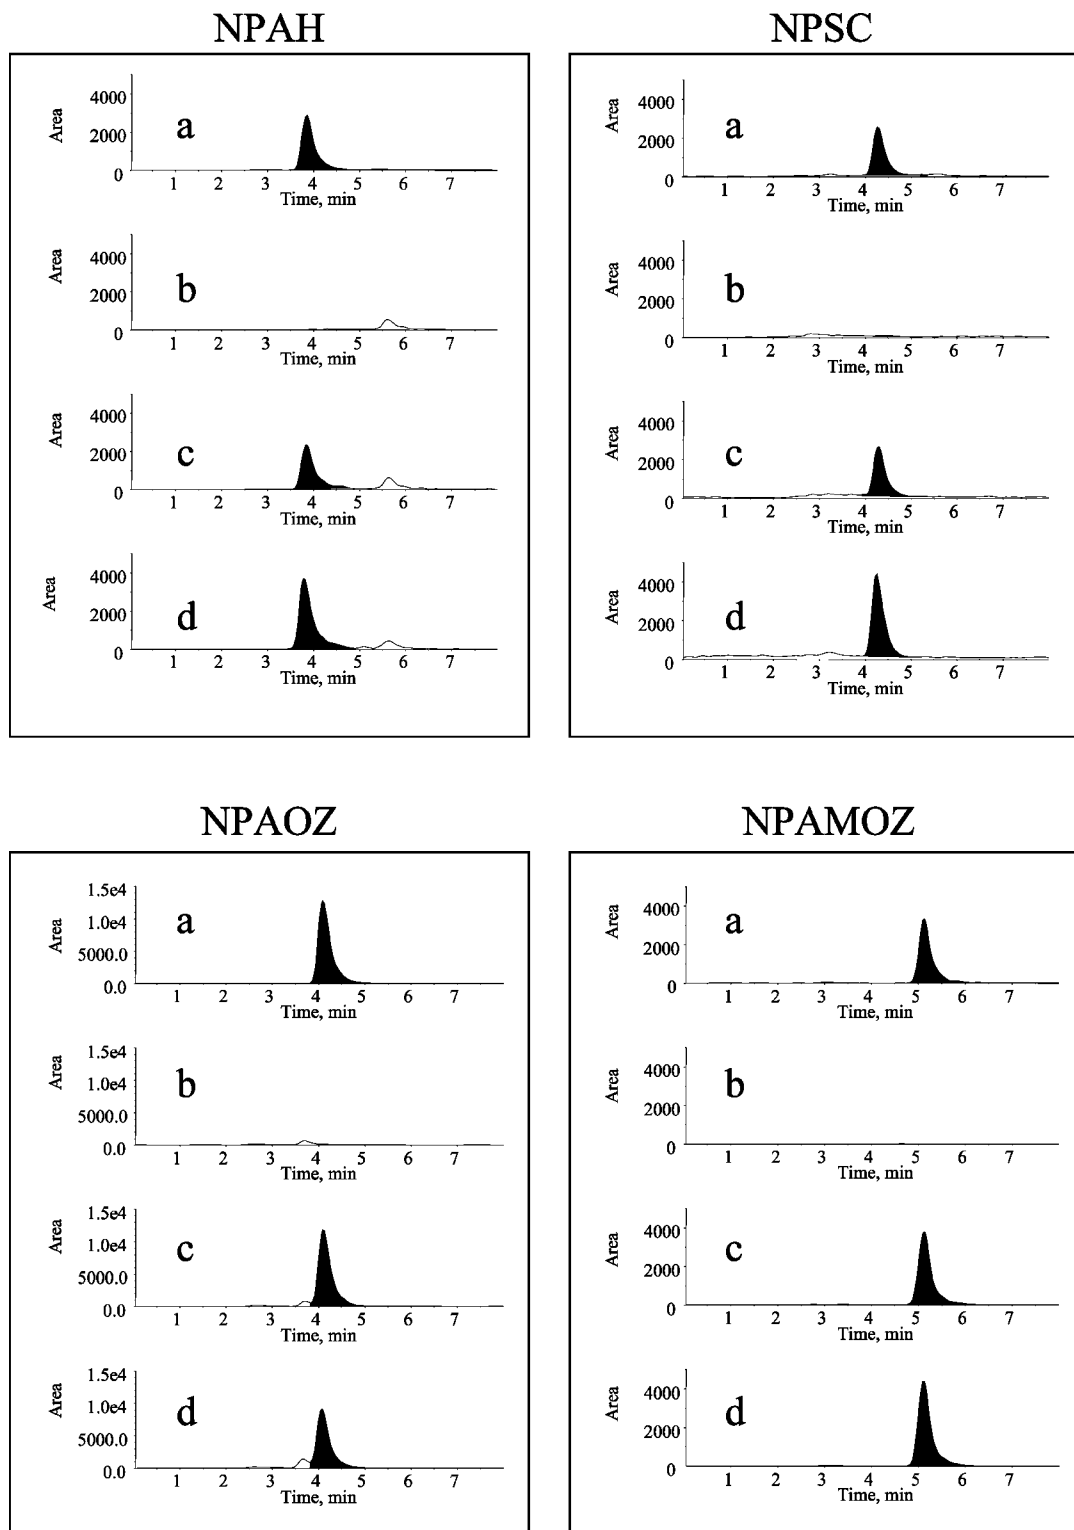 NPAH
Area
4000
2000
0
a
1 2 3 4 5 6 7
Time, min
Area
4000
2000
0
b
1 2 3 4 5 6 7
Time, min
Area
4000
2000
0
c
1 2 3 4 5 6 7
Time, min
Area
4000
2000
0
d
1 2 3 4 5 6 7
Time, min
NPSC
Area
4000
2000
0
a
1 2 3 4 5 6 7
Time, min
Area
4000
2000
0
b
1 2 3 4 5 6 7
Time, min
Area
4000
2000
0
c
1 2 3 4 5 6 7
Time, min
Area
4000
2000
0
d
1 2 3 4 5 6 7
Time, min
NPAOZ
Area
1.5e4
1.0e4
5000.0
0.0
a
1 2 3 4 5 6 7
Time, min
Area
1.5e4
1.0e4
5000.0
0.0
b
1 2 3 4 5 6 7
Time, min
Area
1.5e4
1.0e4
5000.0
0.0
c
1 2 3 4 5 6 7
Time, min
Area
1.5e4
1.0e4
5000.0
0.0
d
1 2 3 4 5 6 7
Time, min
NPAMOZ
Area
4000
2000
0
a
1 2 3 4 5 6 7
Time, min
Area
4000
2000
0
b
1 2 3 4 5 6 7
Time, min
Area
4000
2000
0
c
1 2 3 4 5 6 7
Time, min
Area
4000
2000
0
d
1 2 3 4 5 6 7
Time, min